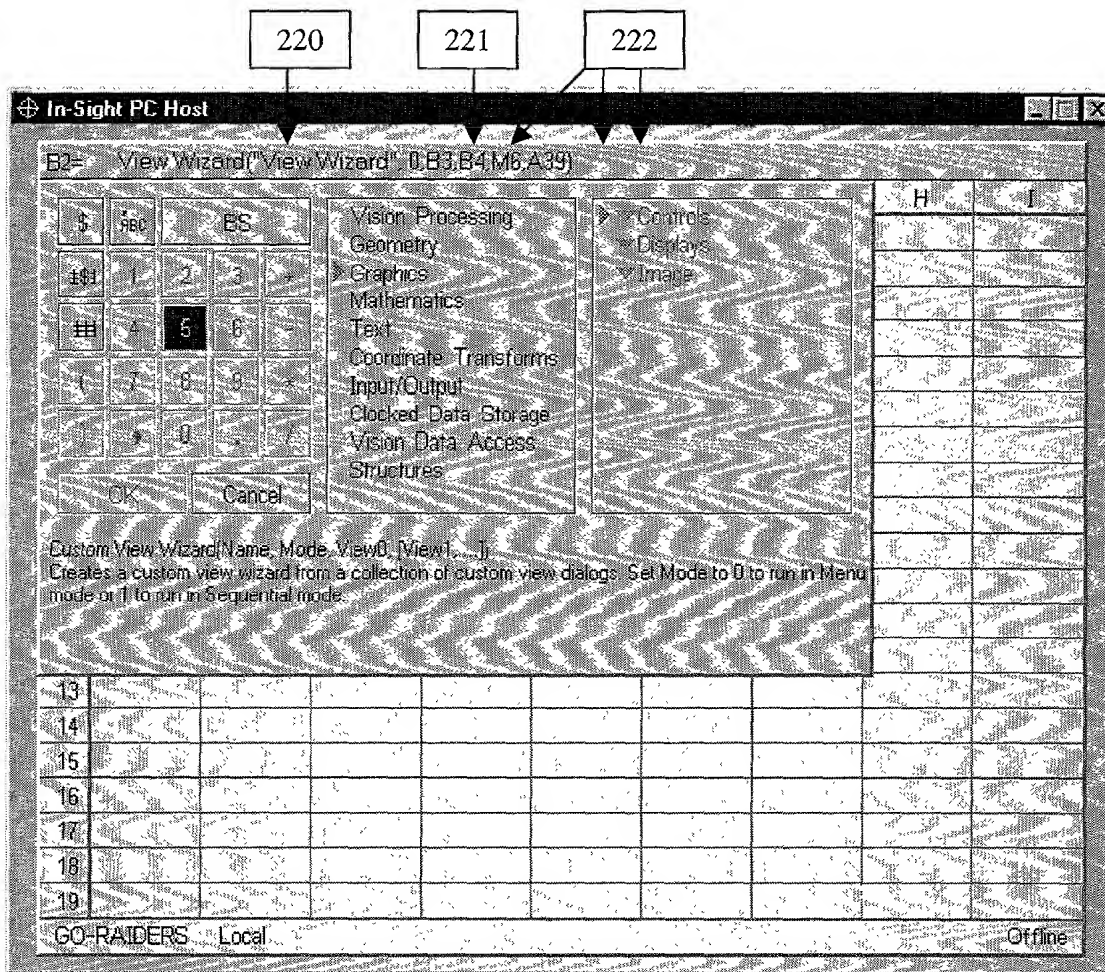 220 221 222
In-Sight PC Host
B2= View Wizard("View Wizard", 0,B3,B4,M6,A39)
H I
$ ABC BS
1 2 3 +
4 5 6 -
( 7 8 9 *
) , 0 . /
OK Cancel
Vision Processing
Geometry
Graphics
Mathematics
Text
Coordinate Transforms
Input/Output
Clocked Data Storage
Vision Data Access
Structures
Controls
Displays
Image
Custom View Wizard(Name, Mode, View0, [View1, ...])
Creates a custom view wizard from a collection of custom view dialogs. Set Mode to 0 to run in Menu
mode or 1 to run in Sequential mode.
13
14
15
16
17
18
19
GO-RAIDERS Local Offline